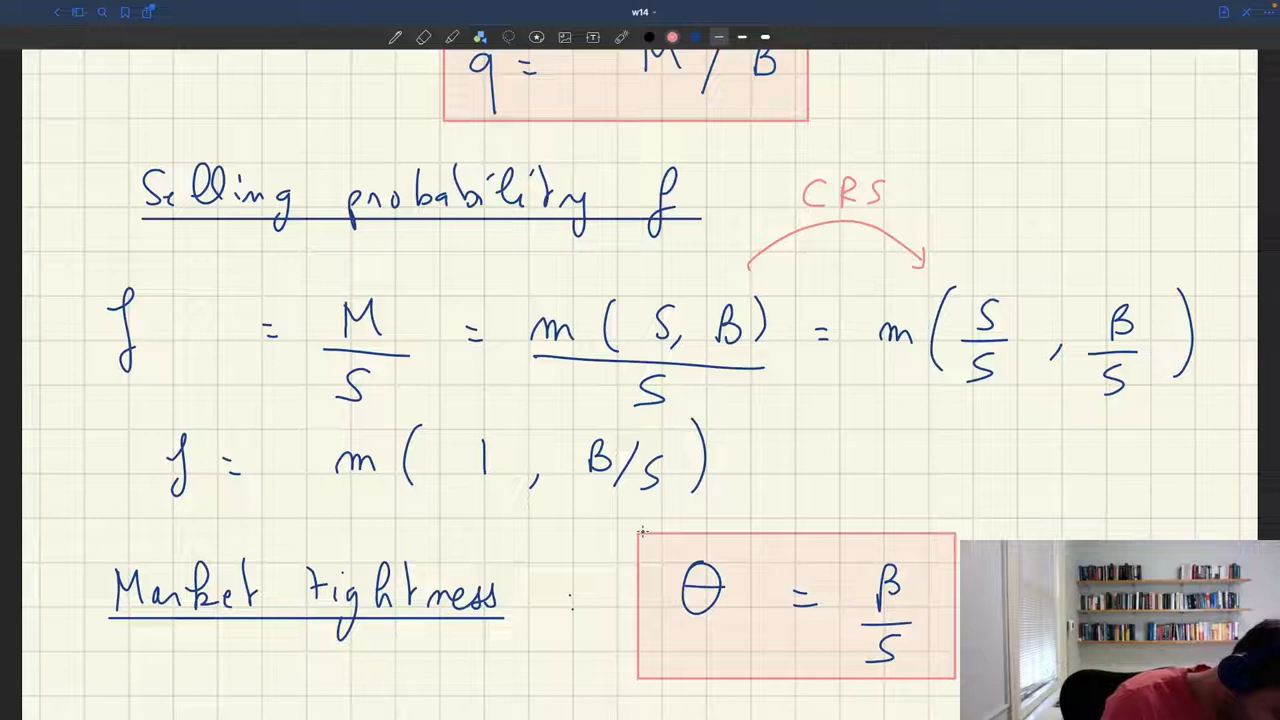 w14
q = M / B
Selling probability f
CRS
f = M/S = m ( S, B)/S = m ( S/S , B/S )
f = m ( 1 , B/S )
Market tightness : θ = B/S